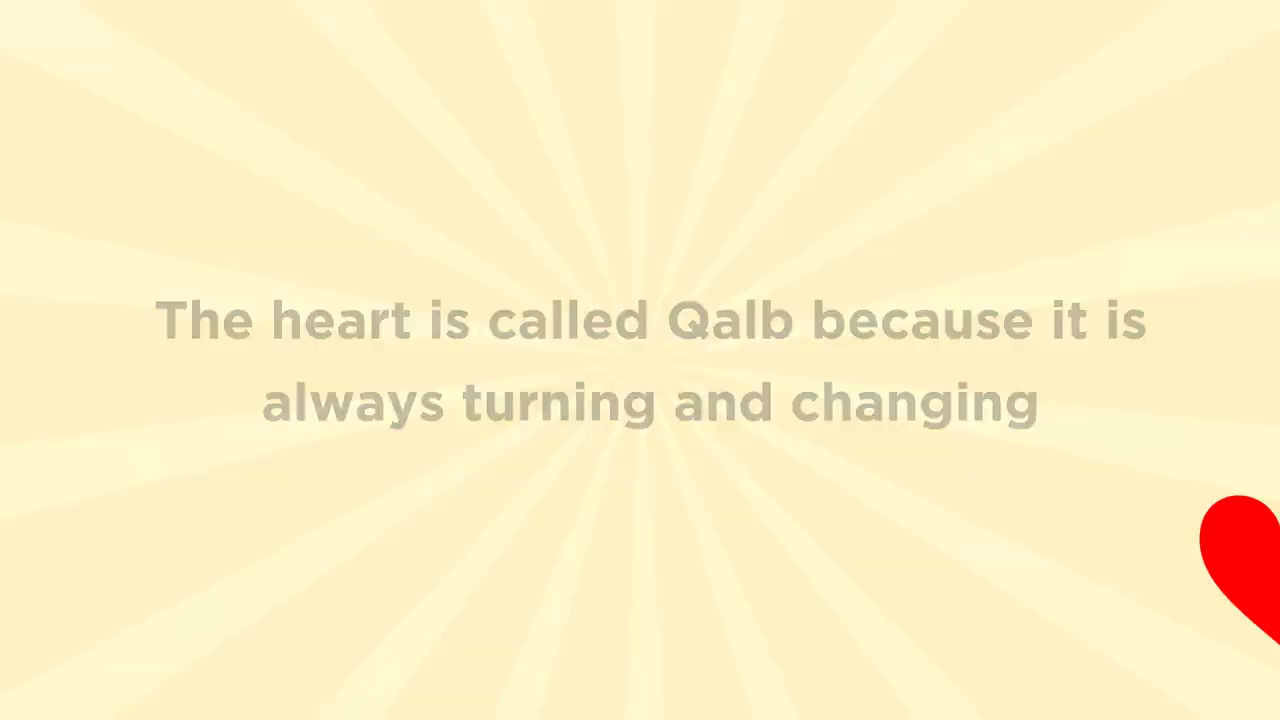 The heart is called Qalb because it is
always turning and changing